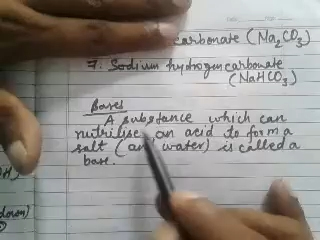 carbonate (Na2CO3)
7. Sodium hydrogen carbonate
(NaHCO3)
Bases
A substance which can
nutrilise an acid to form a
salt (and water) is called a
base.